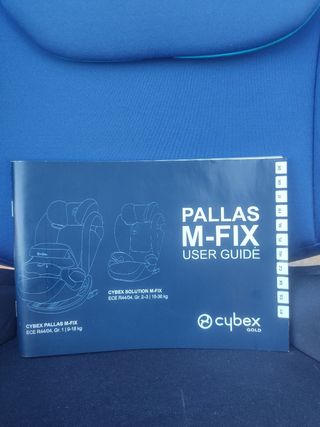 PALLAS
M-FIX
USER GUIDE
CYBEX SOLUTION M-FIX
ECE R44/04, Gr. 2-3 | 15-36 kg
CYBEX PALLAS M-FIX
ECE R44/04, Gr. 1 | 9-18 kg
cybex
GOLD